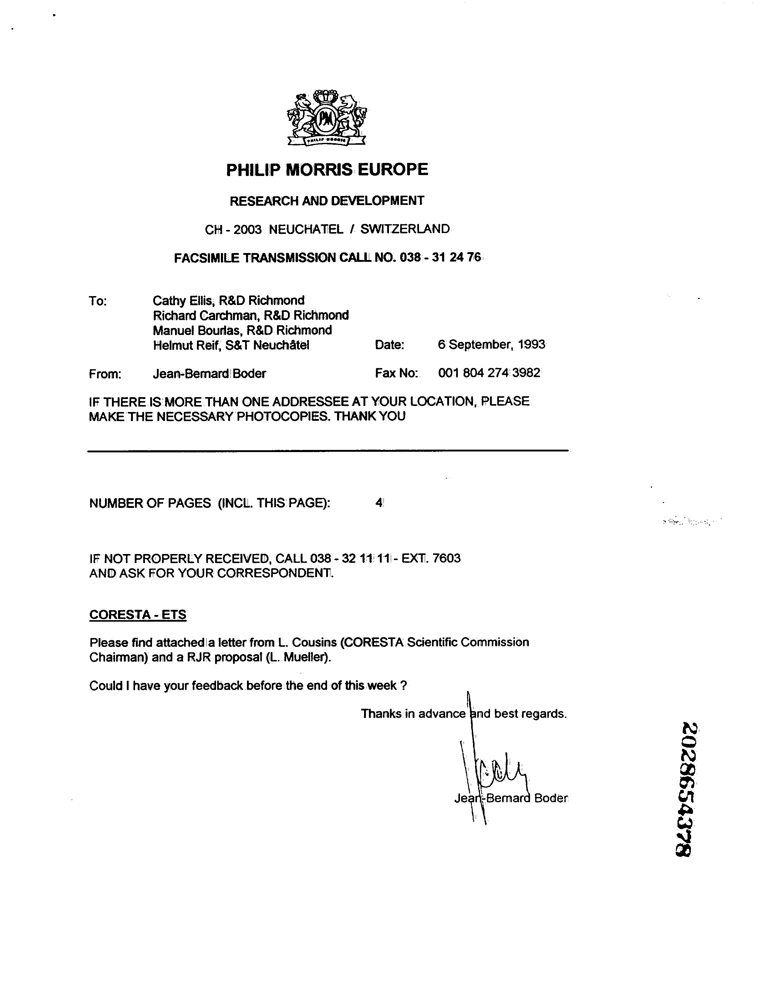 PM
PHILIP MORRIS
PHILIP MORRIS EUROPE
RESEARCH AND DEVELOPMENT
CH - 2003 NEUCHATEL / SWITZERLAND
FACSIMILE TRANSMISSION CALL NO. 038 - 31 24 76
To: Cathy Ellis, R&D Richmond
Richard Carchman, R&D Richmond
Manuel Bourlas, R&D Richmond
Helmut Reif, S&T Neuchâtel Date: 6 September, 1993
From: Jean-Bernard Boder Fax No: 001 804 274 3982
IF THERE IS MORE THAN ONE ADDRESSEE AT YOUR LOCATION, PLEASE
MAKE THE NECESSARY PHOTOCOPIES. THANK YOU
NUMBER OF PAGES (INCL. THIS PAGE): 4
IF NOT PROPERLY RECEIVED, CALL 038 - 32 11 11 - EXT. 7603
AND ASK FOR YOUR CORRESPONDENT.
CORESTA - ETS
Please find attached a letter from L. Cousins (CORESTA Scientific Commission
Chairman) and a RJR proposal (L. Mueller).
Could I have your feedback before the end of this week ?
Thanks in advance and best regards.
Jean-Bernard Boder
2028654378